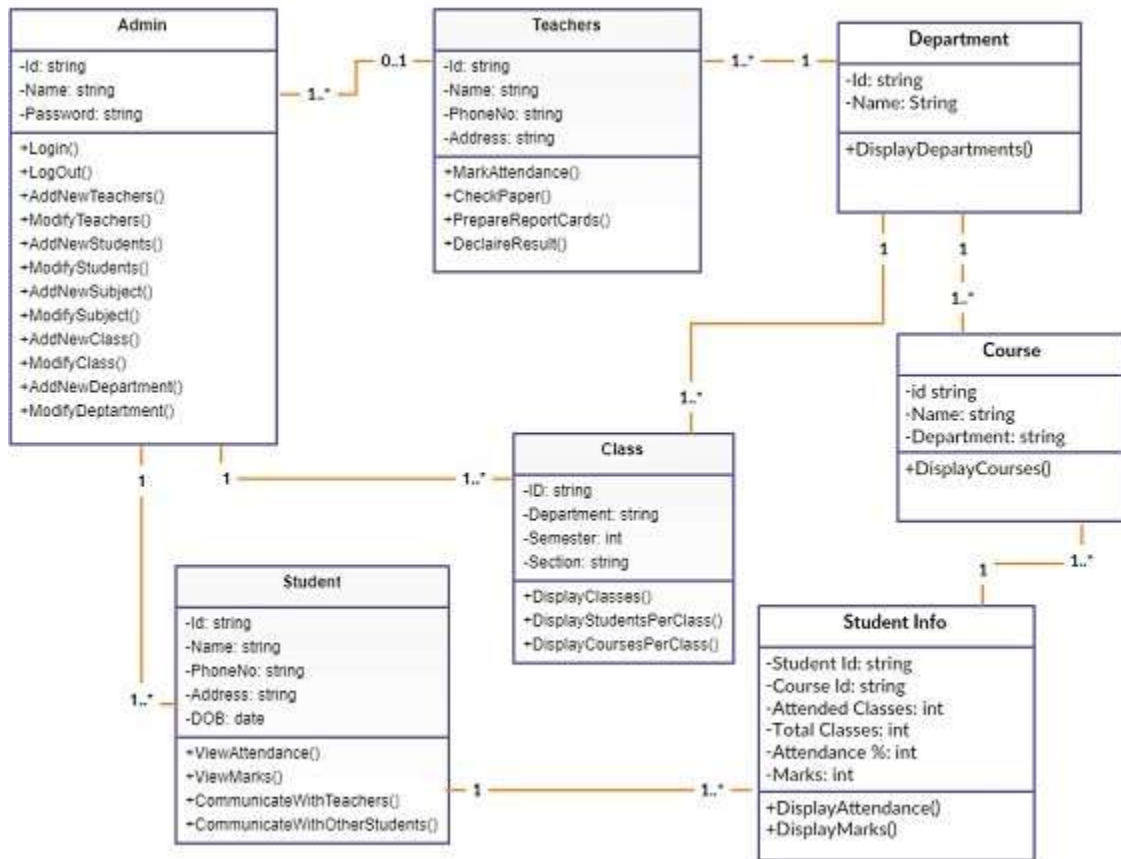 Admin
-Id: string
-Name: string
-Password: string
+Login()
+LogOut()
+AddNewTeachers()
+ModifyTeachers()
+AddNewStudents()
+ModifyStudents()
+AddNewSubject()
+ModifySubject()
+AddNewClass()
+ModifyClass()
+AddNewDepartment()
+ModifyDeptartment()
1..*
0..1
Teachers
-Id: string
-Name: string
-PhoneNo: string
-Address: string
+MarkAttendance()
+CheckPaper()
+PrepareReportCards()
+DeclaireResult()
1..*
1
Department
-Id: string
-Name: String
+DisplayDepartments()
1
1
1..*
1..*
Course
-id string
-Name: string
-Department: string
+DisplayCourses()
1
1
1..*
Class
-ID: string
-Department: string
-Semester: int
-Section: string
+DisplayClasses()
+DisplayStudentsPerClass()
+DisplayCoursesPerClass()
1
1..*
1..*
Student
-Id: string
-Name: string
-PhoneNo: string
-Address: string
-DOB: date
+ViewAttendance()
+ViewMarks()
+CommunicateWithTeachers()
+CommunicateWithOtherStudents()
1
1..*
Student Info
-Student Id: string
-Course Id: string
-Attended Classes: int
-Total Classes: int
-Attendance %: int
-Marks: int
+DisplayAttendance()
+DisplayMarks()